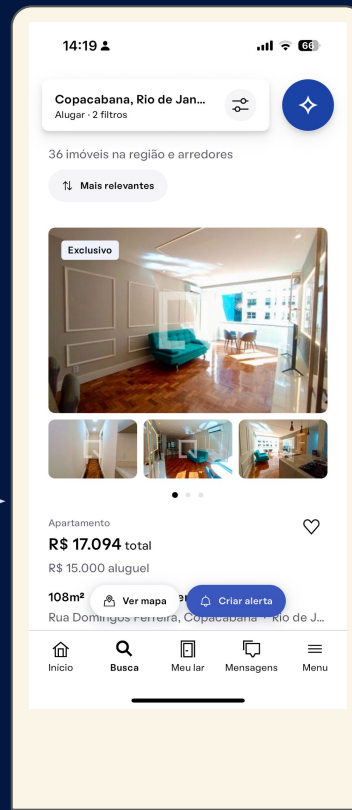 14:19
66
Copacabana, Rio de Jan...
Alugar · 2 filtros
36 imóveis na região e arredores
Mais relevantes
Exclusivo
Apartamento
R$ 17.094 total
R$ 15.000 aluguel
108m²
Ver mapa
Criar alerta
Rua Domingos Ferreira, Copacabana · Rio de J...
Início
Busca
Meu lar
Mensagens
Menu